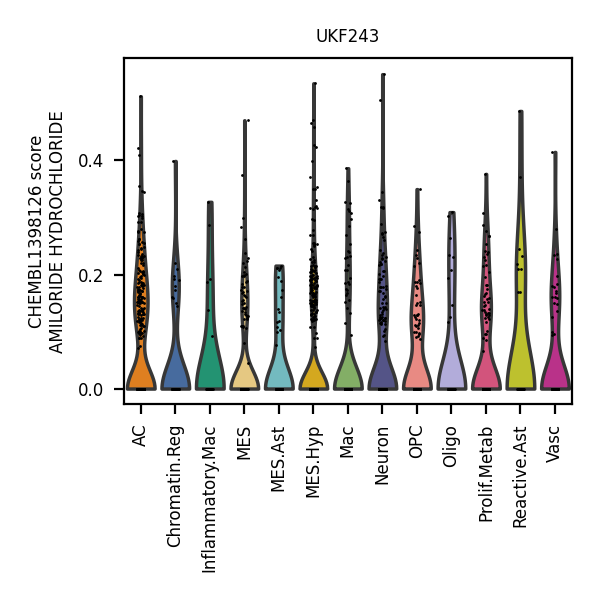 UKF243
CHEMBL1398126 score
AMILORIDE HYDROCHLORIDE
0.4
0.2
0.0
AC
Chromatin.Reg
Inflammatory.Mac
MES
MES.Ast
MES.Hyp
Mac
Neuron
OPC
Oligo
Prolif.Metab
Reactive.Ast
Vasc